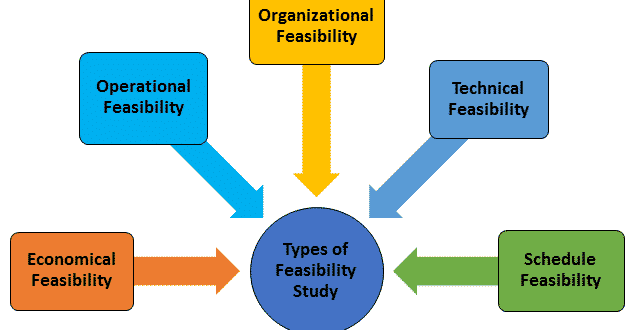 Organizational
Feasibility
Operational
Feasibility
Technical
Feasibility
Economical
Feasibility
Types of
Feasibility
Study
Schedule
Feasibility